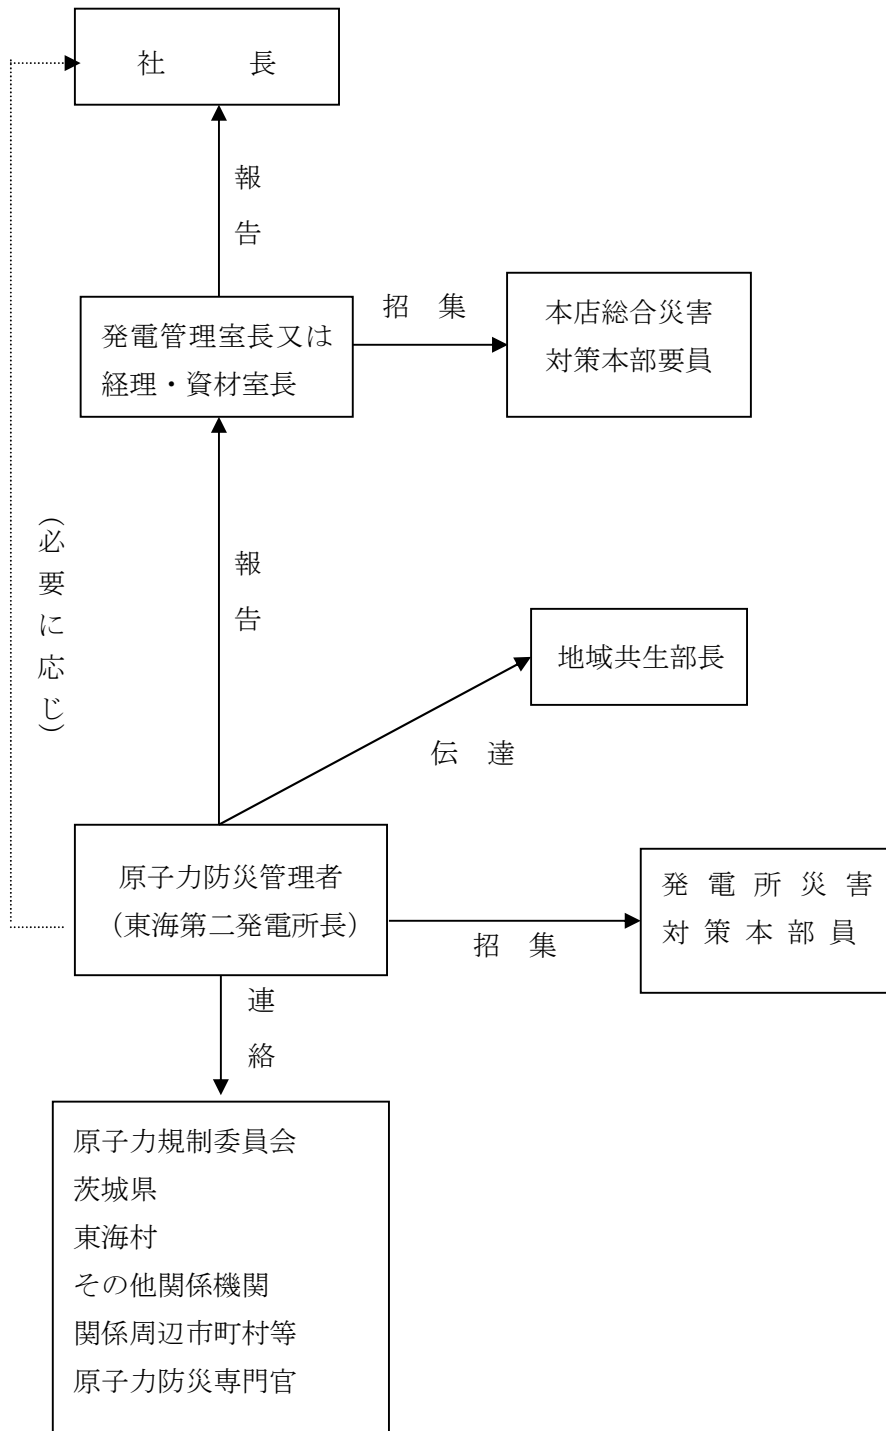 社　　　長
報告
発電管理室長又は
経理・資材室長
招　集
本店総合災害
対策本部要員
（必要に応じ）
報告
地域共生部長
伝　達
原子力防災管理者
（東海第二発電所長）
招　集
発電所災害
対策本部員
連絡
原子力規制委員会
茨城県
東海村
その他関係機関
関係周辺市町村等
原子力防災専門官